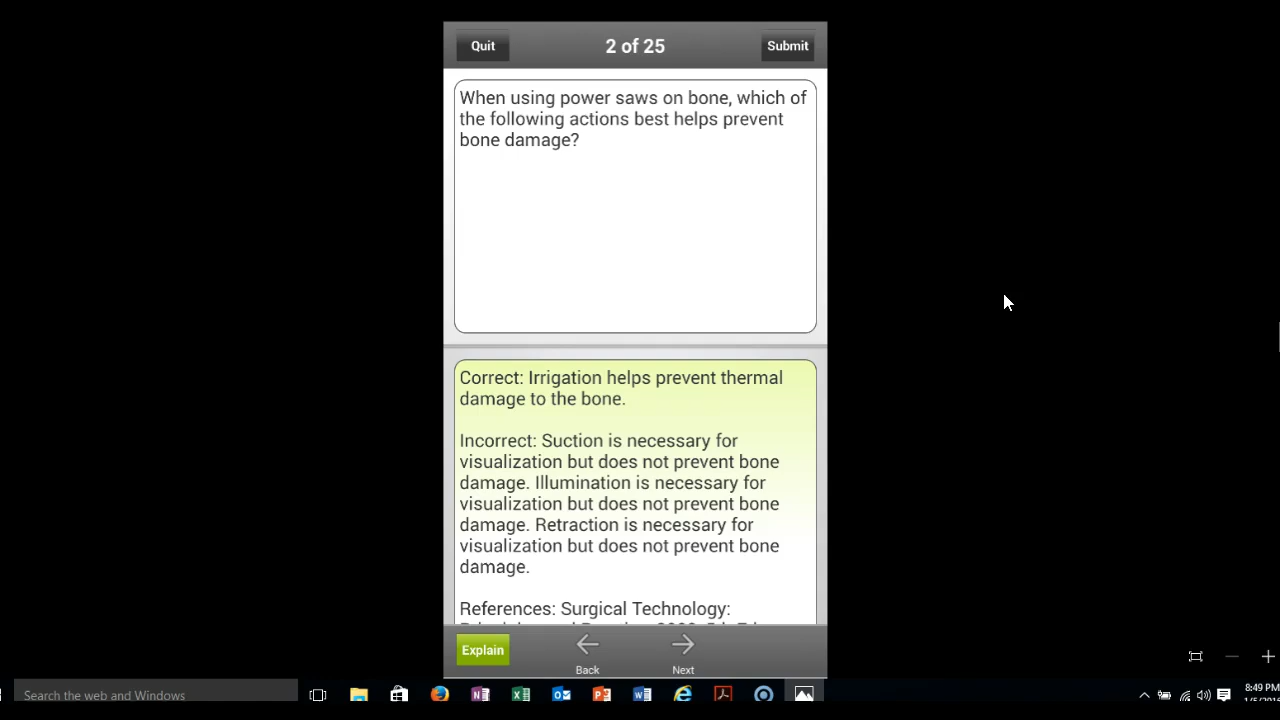 Quit
2 of 25
Submit
When using power saws on bone, which of
the following actions best helps prevent
bone damage?
Correct: Irrigation helps prevent thermal
damage to the bone.
Incorrect: Suction is necessary for
visualization but does not prevent bone
damage. Illumination is necessary for
visualization but does not prevent bone
damage. Retraction is necessary for
visualization but does not prevent bone
damage.
References: Surgical Technology:
Explain
Back
Next
Search the web and Windows
8:49 PM